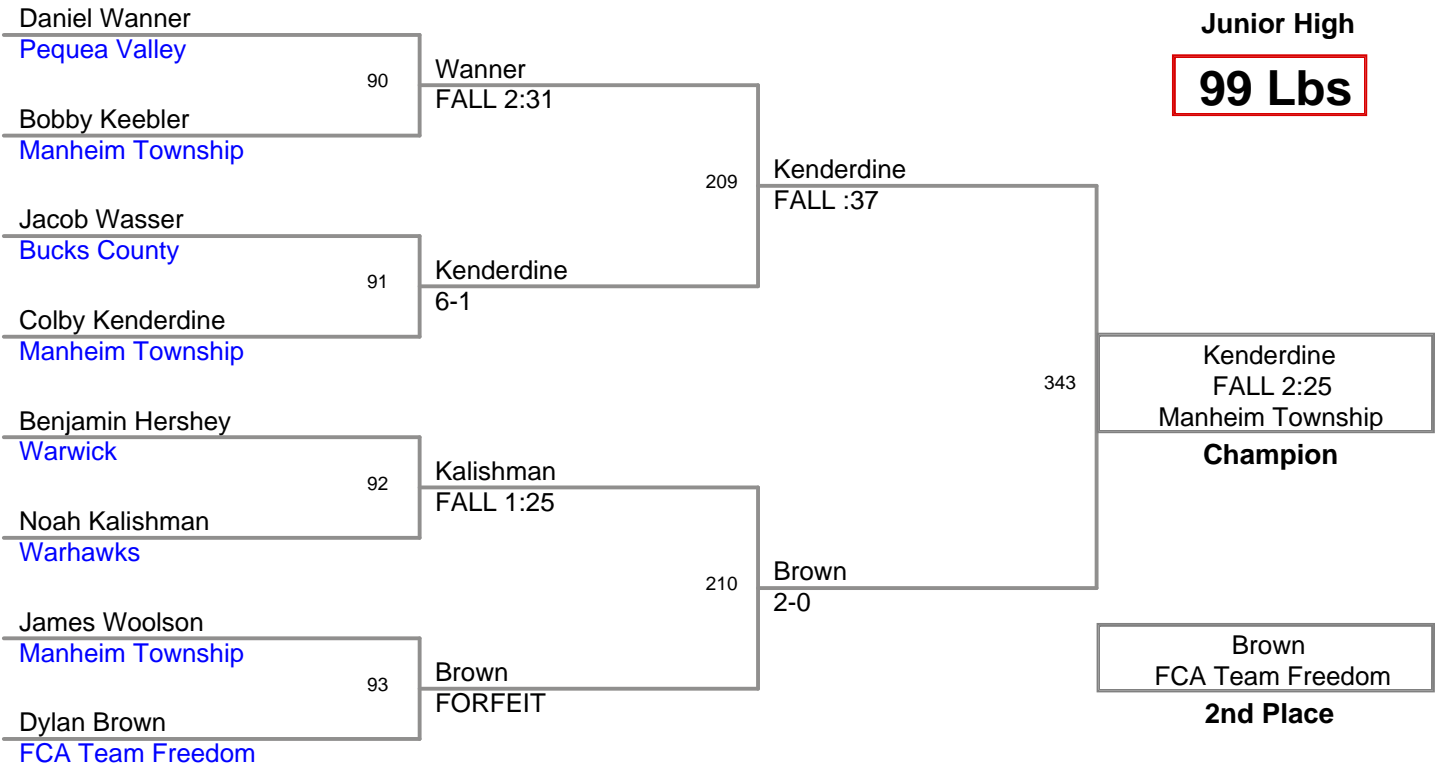 Daniel Wanner
Pequea Valley
90
Bobby Keebler
Manheim Township
Jacob Wasser
Bucks County
91
Colby Kenderdine
Manheim Township
Benjamin Hershey
Warwick
92
Noah Kalishman
Warhawks
James Woolson
Manheim Township
93
Dylan Brown
FCA Team Freedom
Wanner
FALL 2:31
209
Kenderdine
6-1
Kalishman
FALL 1:25
210
Brown
FORFEIT
Kenderdine
FALL :37
343
Brown
2-0
Junior High
99 Lbs
Kenderdine
FALL 2:25
Manheim Township
Champion
Brown
FCA Team Freedom
2nd Place